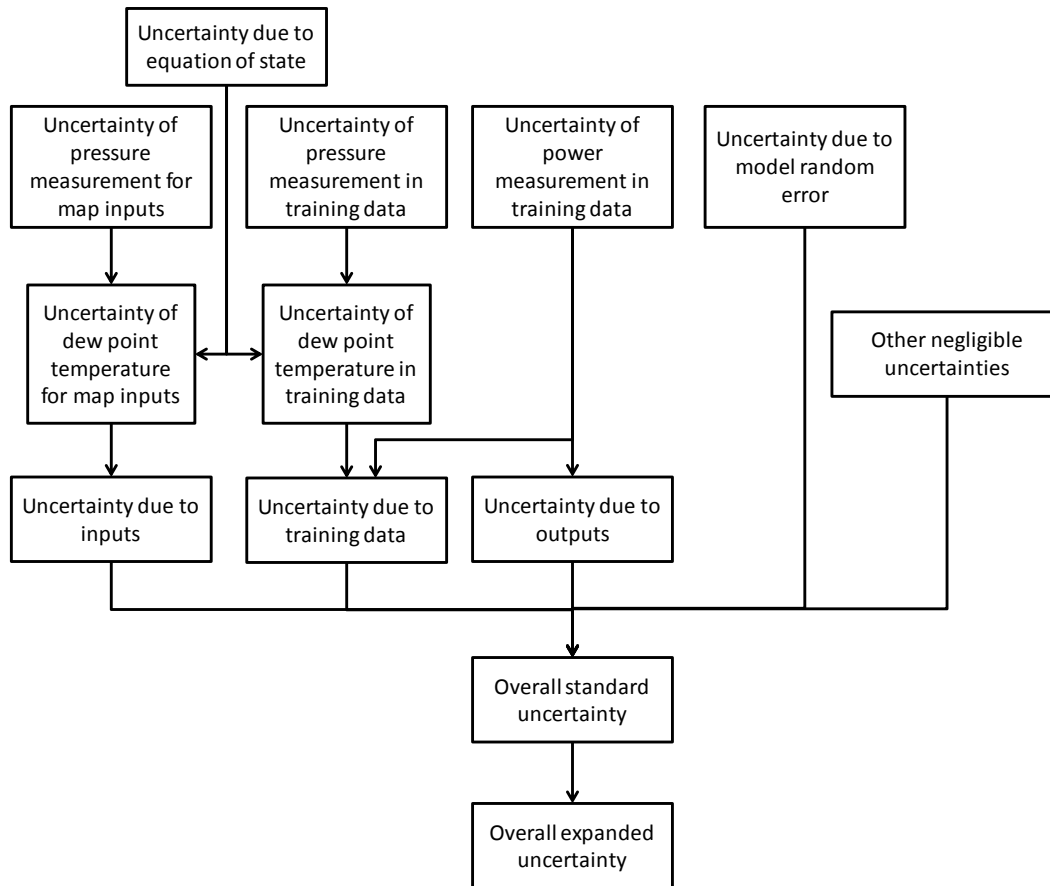 Uncertainty due to
equation of state
Uncertainty of
pressure
measurement for
map inputs
Uncertainty of
pressure
measurement in
training data
Uncertainty of
power
measurement in
training data
Uncertainty due to
model random
error
Uncertainty of
dew point
temperature
for map inputs
Uncertainty of
dew point
temperature in
training data
Other negligible
uncertainties
Uncertainty due to
inputs
Uncertainty due to
training data
Uncertainty due to
outputs
Overall standard
uncertainty
Overall expanded
uncertainty